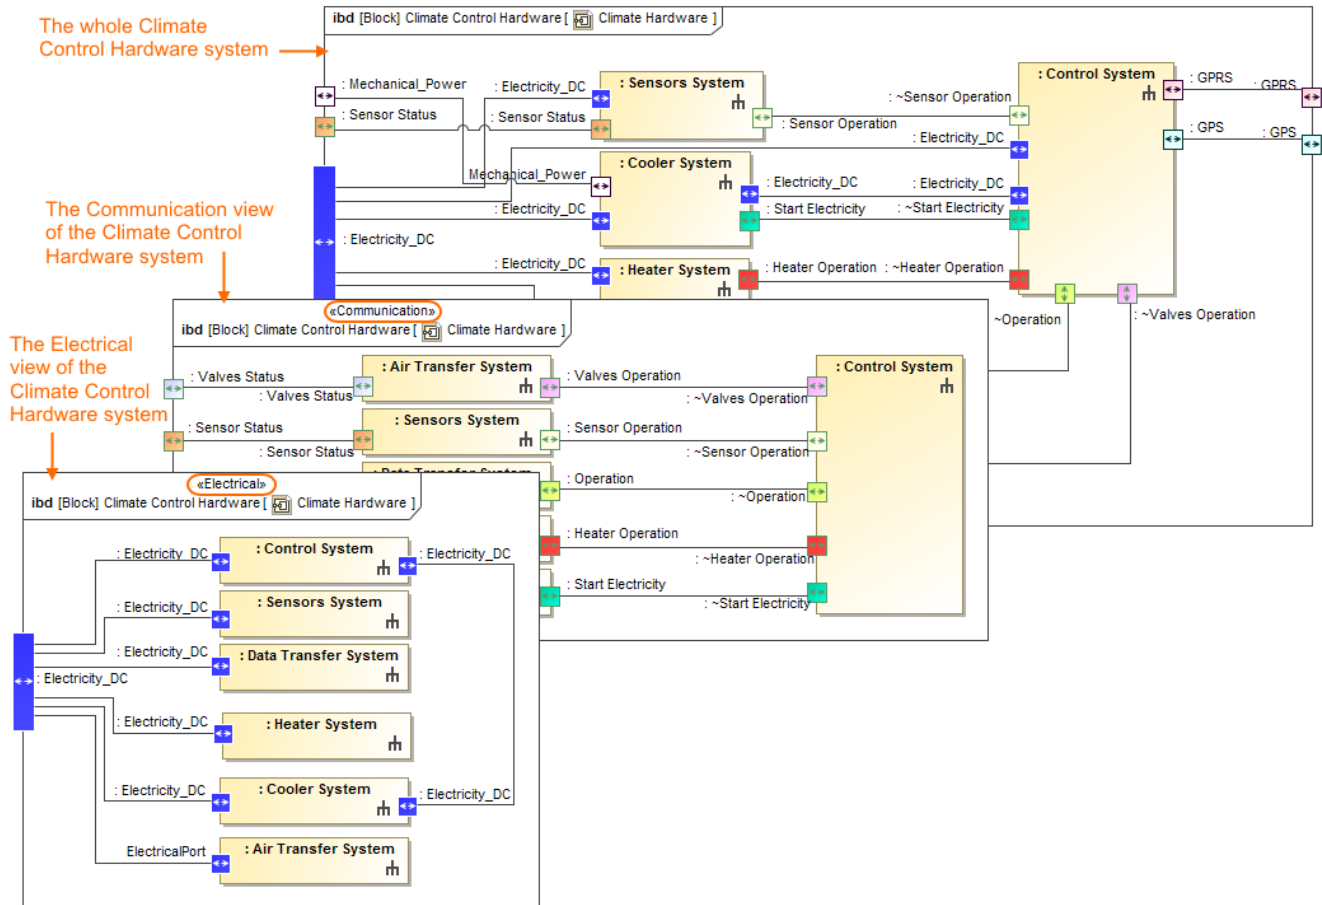 The whole Climate
Control Hardware system
ibd [Block] Climate Control Hardware [ Climate Hardware ]
: Mechanical_Power
: Sensor Status
: Electricity_DC
: Sensor Status
: Sensors System
: Sensor Operation
: ~Sensor Operation
: Electricity_DC
: Control System
: GPRS
: GPRS
: GPS
: GPS
Mechanical_Power
: Electricity_DC
: Cooler System
: Electricity_DC
: Electricity_DC
: Start Electricity
: ~Start Electricity
: Electricity_DC
: Electricity_DC
: Heater System
: Heater Operation
: ~Heater Operation
~Operation
: ~Valves Operation
The Communication view
of the Climate Control
Hardware system
«Communication»
ibd [Block] Climate Control Hardware [ Climate Hardware ]
: Valves Status
: Valves Status
: Air Transfer System
: Valves Operation
: ~Valves Operation
: Control System
: Sensor Status
: Sensor Status
: Sensors System
: Sensor Operation
: ~Sensor Operation
: Data Transfer System
: Operation
: ~Operation
: Heater Operation
: ~Heater Operation
: Start Electricity
: ~Start Electricity
The Electrical
view of the
Climate Control
Hardware system
«Electrical»
ibd [Block] Climate Control Hardware [ Climate Hardware ]
: Electricity_DC
: Control System
: Electricity_DC
: Electricity_DC
: Sensors System
: Electricity_DC
: Data Transfer System
: Electricity_DC
: Electricity_DC
: Heater System
: Electricity_DC
: Cooler System
: Electricity_DC
ElectricalPort
: Air Transfer System